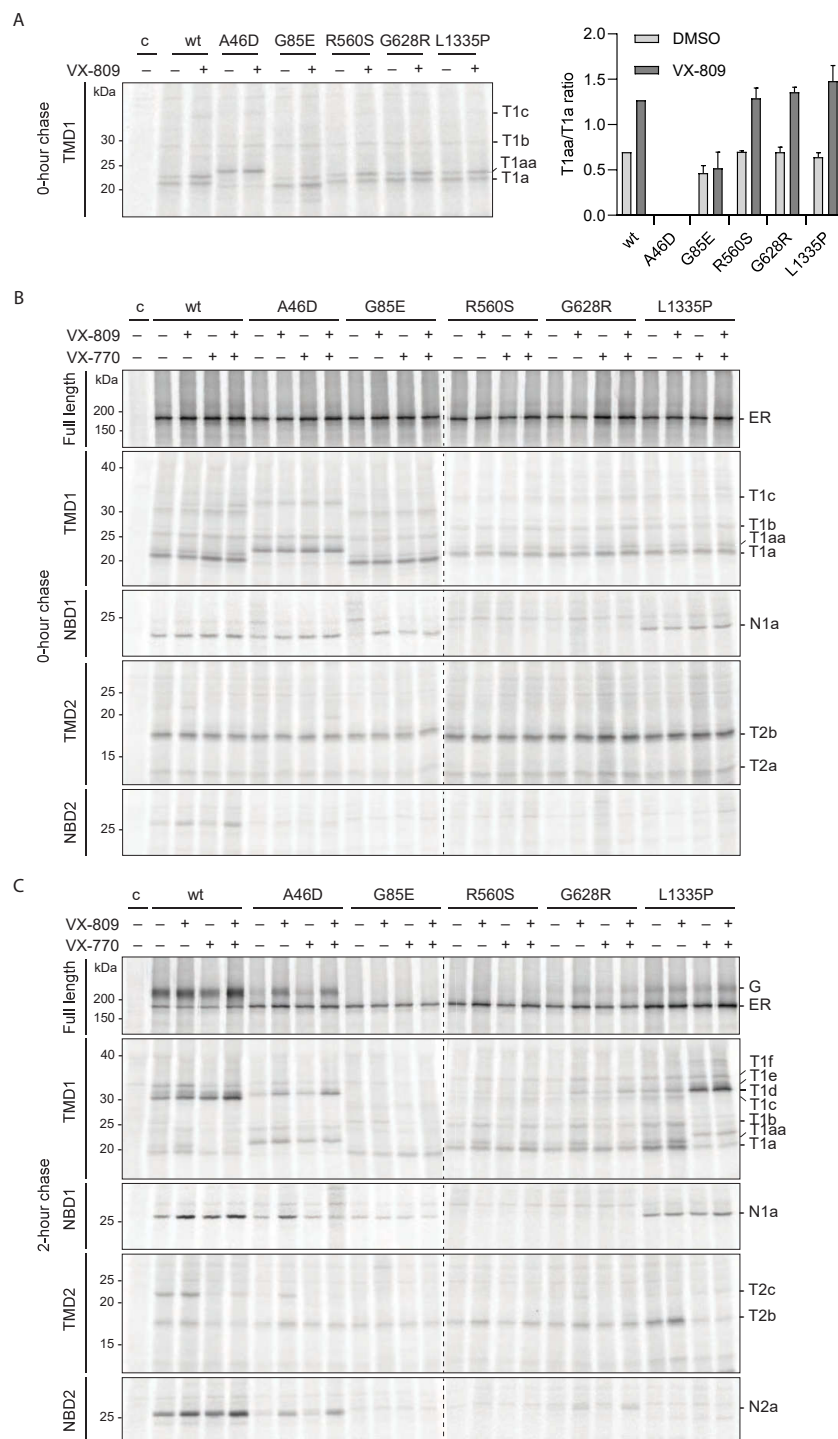 A
c wt A46D G85E R560S G628R L1335P
VX-809 – – + – + – + – + – + – +
kDa
30
25
20
0-hour chase
TMD1
T1c
T1b
T1aa
T1a
T1aa/T1a ratio
2.0
1.5
1.0
0.5
0.0
DMSO
VX-809
wt A46D G85E R560S G628R L1335P
B
c wt A46D G85E R560S G628R L1335P
VX-809 – – + – + – + – + – + – + – + – + – + – + – + – +
VX-770 – – – + + – – + + – – + + – – + + – – + + – – + +
0-hour chase
Full length
kDa
200
150
ER
TMD1
40
30
25
20
T1c
T1b
T1aa
T1a
NBD1
25
N1a
TMD2
25
20
15
T2b
T2a
NBD2
25
C
c wt A46D G85E R560S G628R L1335P
VX-809 – – + – + – + – + – + – + – + – + – + – + – + – +
VX-770 – – – + + – – + + – – + + – – + + – – + + – – + +
2-hour chase
Full length
kDa
200
150
G
ER
TMD1
40
30
25
20
T1f
T1e
T1d
T1c
T1b
T1aa
T1a
NBD1
25
N1a
TMD2
25
20
15
T2c
T2b
NBD2
25
N2a